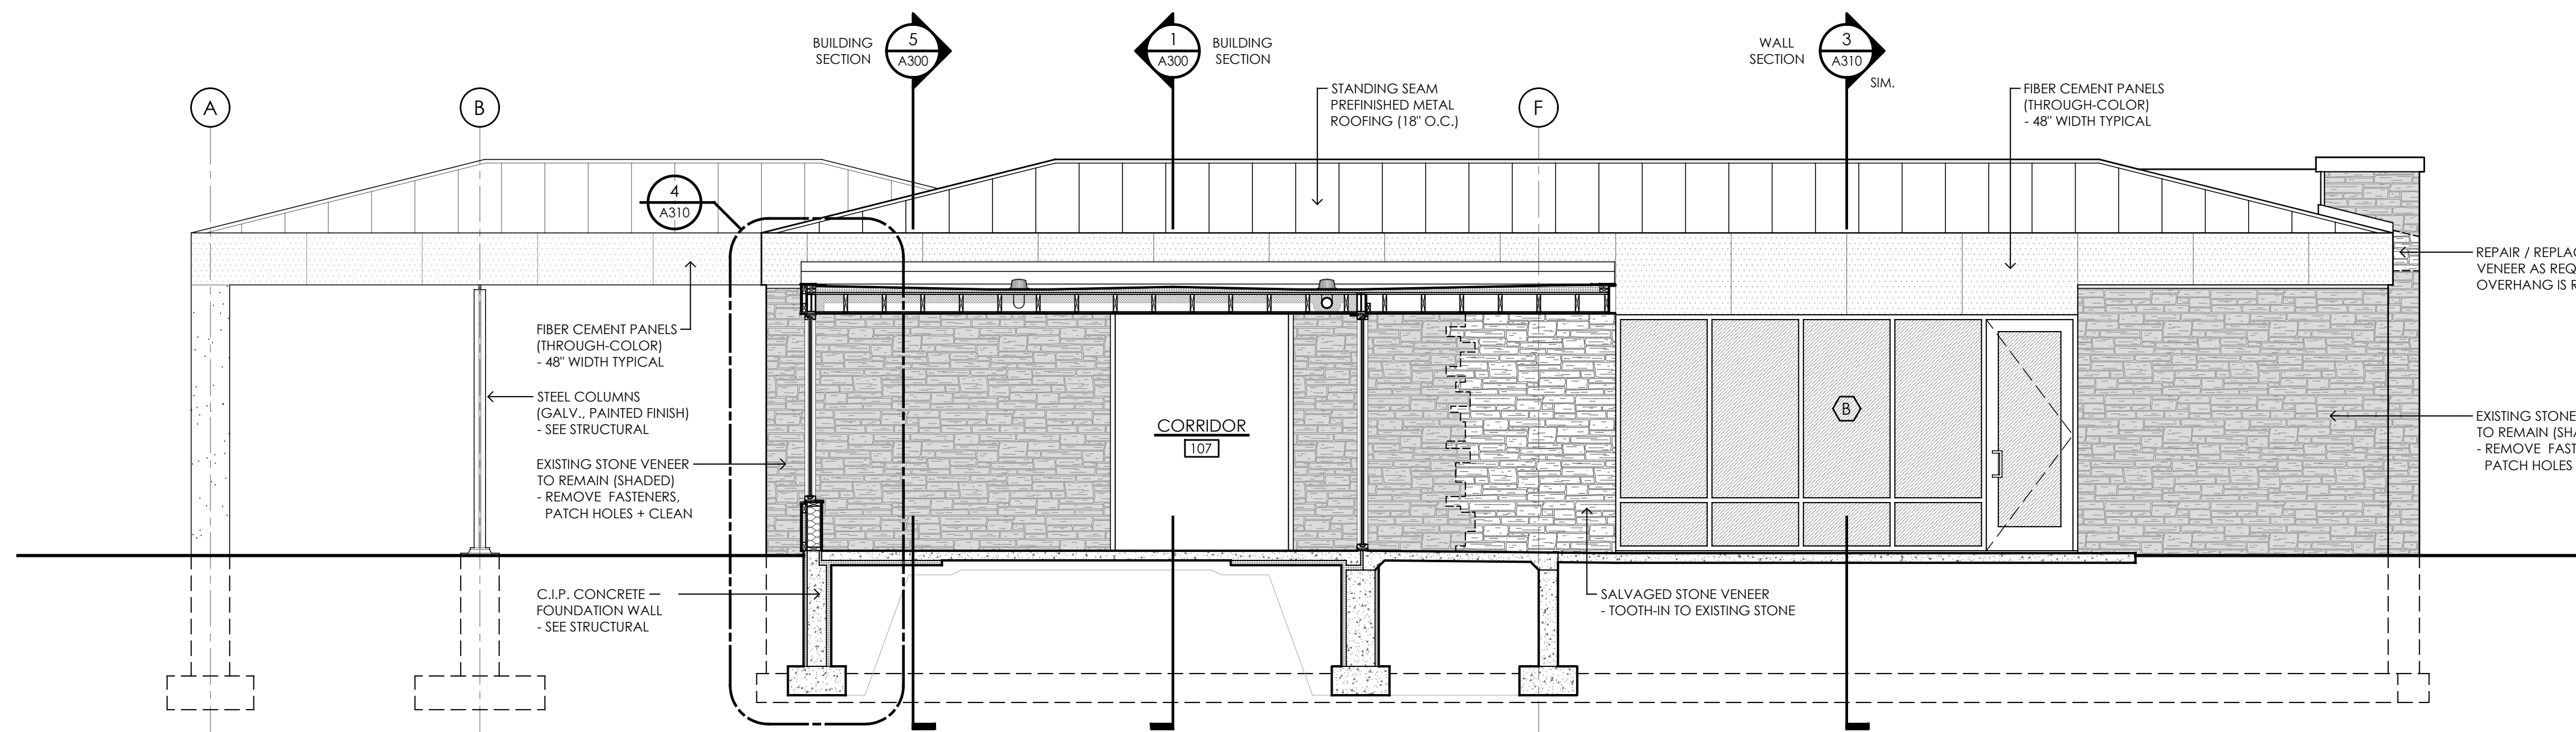 BUILDING
SECTION
5
A300
1
A300
BUILDING
SECTION
WALL
SECTION
3
A310
SIM.
A
B
F
STANDING SEAM
PREFINISHED METAL
ROOFING (18" O.C.)
FIBER CEMENT PANELS
(THROUGH-COLOR)
- 48" WIDTH TYPICAL
4
A310
REPAIR / REPLAC
VENEER AS REQ
OVERHANG IS R
FIBER CEMENT PANELS
(THROUGH-COLOR)
- 48" WIDTH TYPICAL
STEEL COLUMNS
(GALV., PAINTED FINISH)
- SEE STRUCTURAL
EXISTING STONE VENEER
TO REMAIN (SHADED)
- REMOVE FASTENERS,
PATCH HOLES + CLEAN
CORRIDOR
107
B
EXISTING STONE
TO REMAIN (SHA
- REMOVE FAST
PATCH HOLES
C.I.P. CONCRETE
FOUNDATION WALL
- SEE STRUCTURAL
SALVAGED STONE VENEER
- TOOTH-IN TO EXISTING STONE